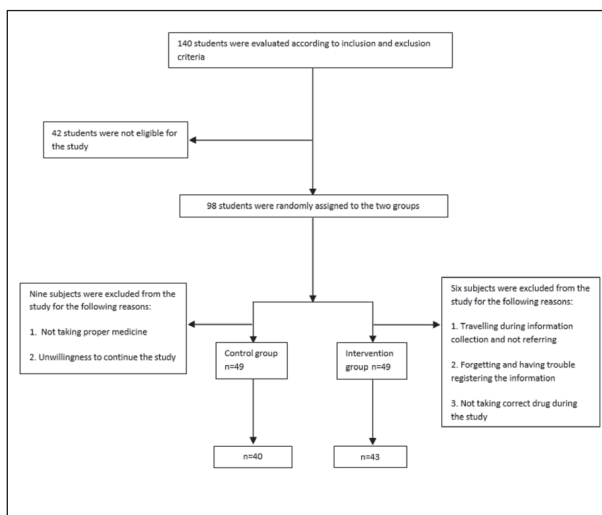 140 students were evaluated according to inclusion and exclusion
criteria
42 students were not eligible for
the study
98 students were randomly assigned to the two groups
Nine subjects were excluded from the
study for the following reasons:
1. Not taking proper medicine
2. Unwillingness to continue the study
Control group
n=49
Intervention
group n=49
Six subjects were excluded from the
study for the following reasons:
1. Travelling during information
collection and not referring
2. Forgetting and having trouble
registering the information
3. Not taking correct drug during
the study
n=40
n=43